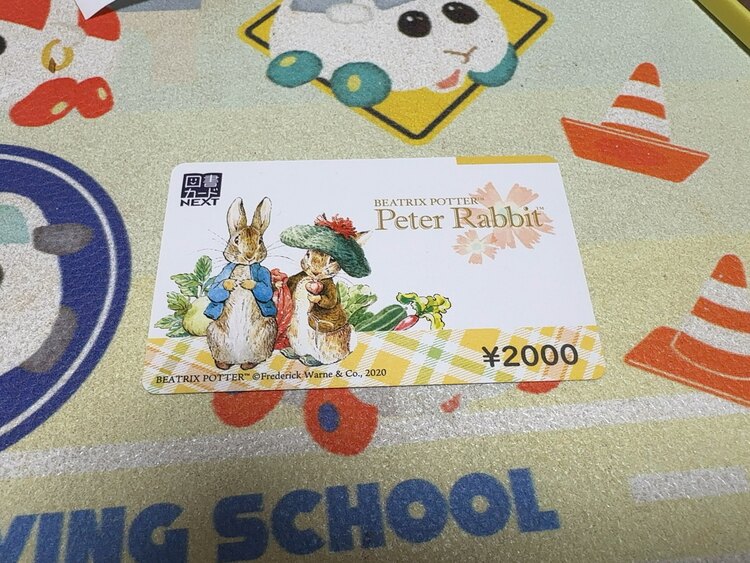 図書
カード
NEXT
BEATRIX POTTER™
Peter Rabbit™
¥2000
BEATRIX POTTER™ ©Frederick Warne & Co., 2020
VING SCHOOL